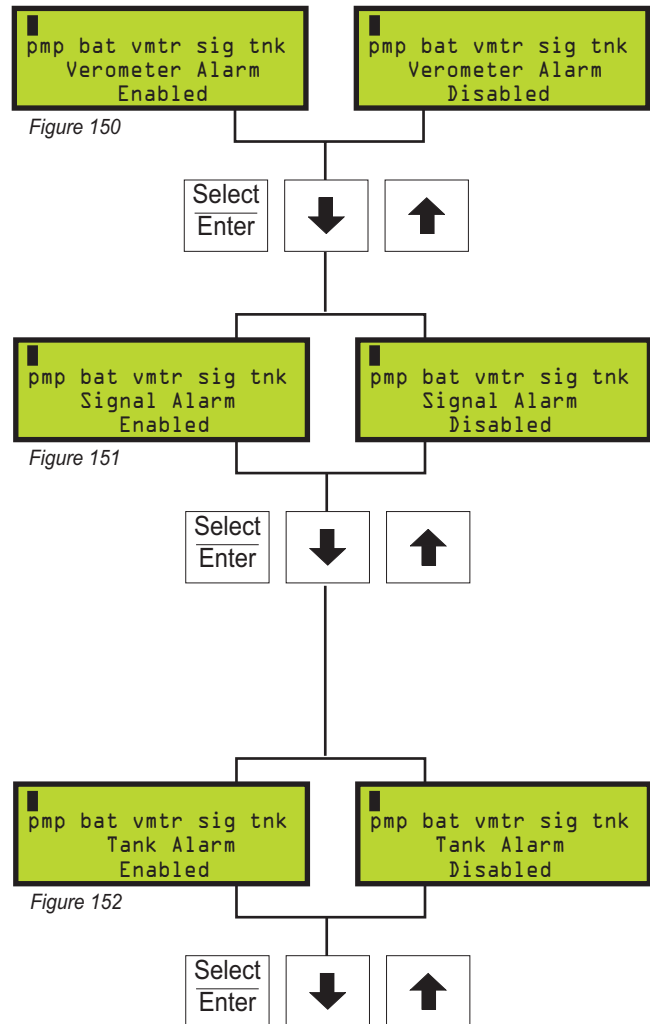 pmp bat vmtr sig tnk
Verometer Alarm
Enabled
pmp bat vmtr sig tnk
Verometer Alarm
Disabled
Figure 150
Select
Enter
pmp bat vmtr sig tnk
Signal Alarm
Enabled
pmp bat vmtr sig tnk
Signal Alarm
Disabled
Figure 151
Select
Enter
pmp bat vmtr sig tnk
Tank Alarm
Enabled
pmp bat vmtr sig tnk
Tank Alarm
Disabled
Figure 152
Select
Enter